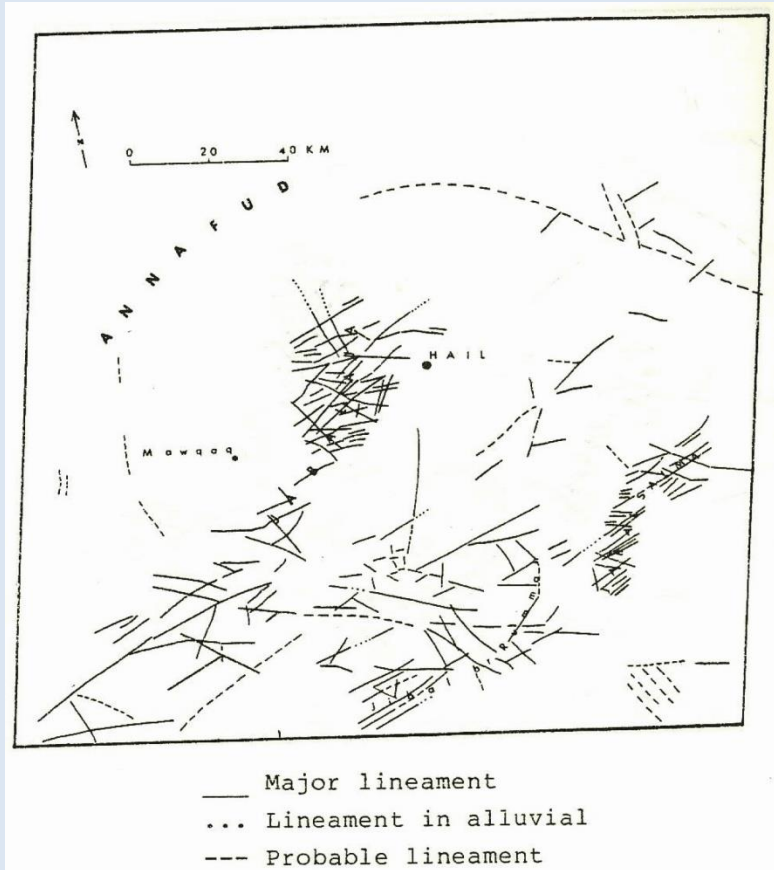 N
0 20 40 KM
ANNAFUD
HAIL
Mawqaq
Major lineament
... Lineament in alluvial
--- Probable lineament